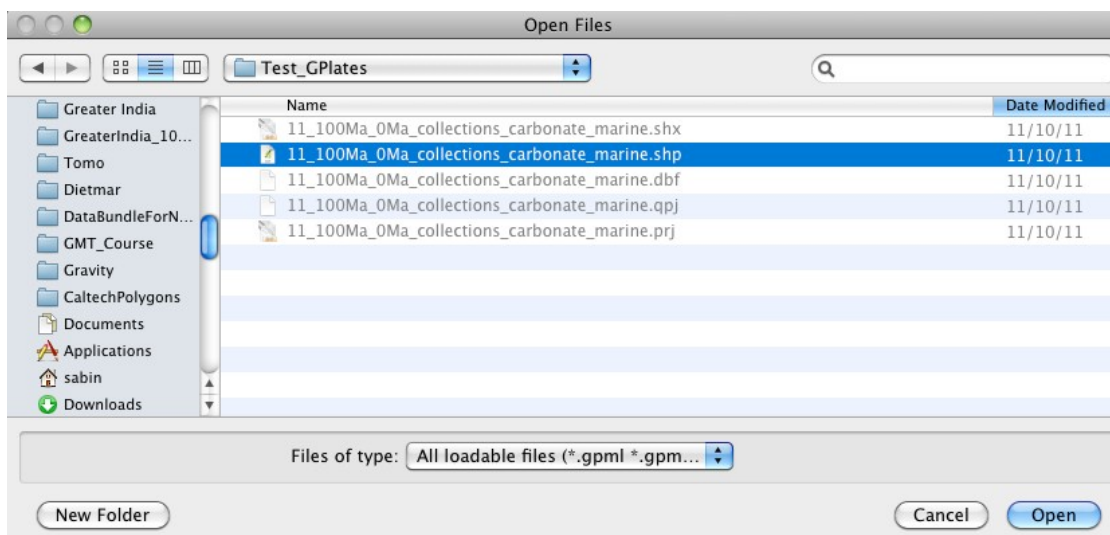 Open Files
Test_GPlates
Name Date Modified
Greater India
GreaterIndia_10...
Tomo
Dietmar
DataBundleForN...
GMT_Course
Gravity
CaltechPolygons
Documents
Applications
sabin
Downloads
11_100Ma_0Ma_collections_carbonate_marine.shx 11/10/11
11_100Ma_0Ma_collections_carbonate_marine.shp 11/10/11
11_100Ma_0Ma_collections_carbonate_marine.dbf 11/10/11
11_100Ma_0Ma_collections_carbonate_marine.qpj 11/10/11
11_100Ma_0Ma_collections_carbonate_marine.prj 11/10/11
Files of type: All loadable files (*.gpml *.gpm...
New Folder Cancel Open